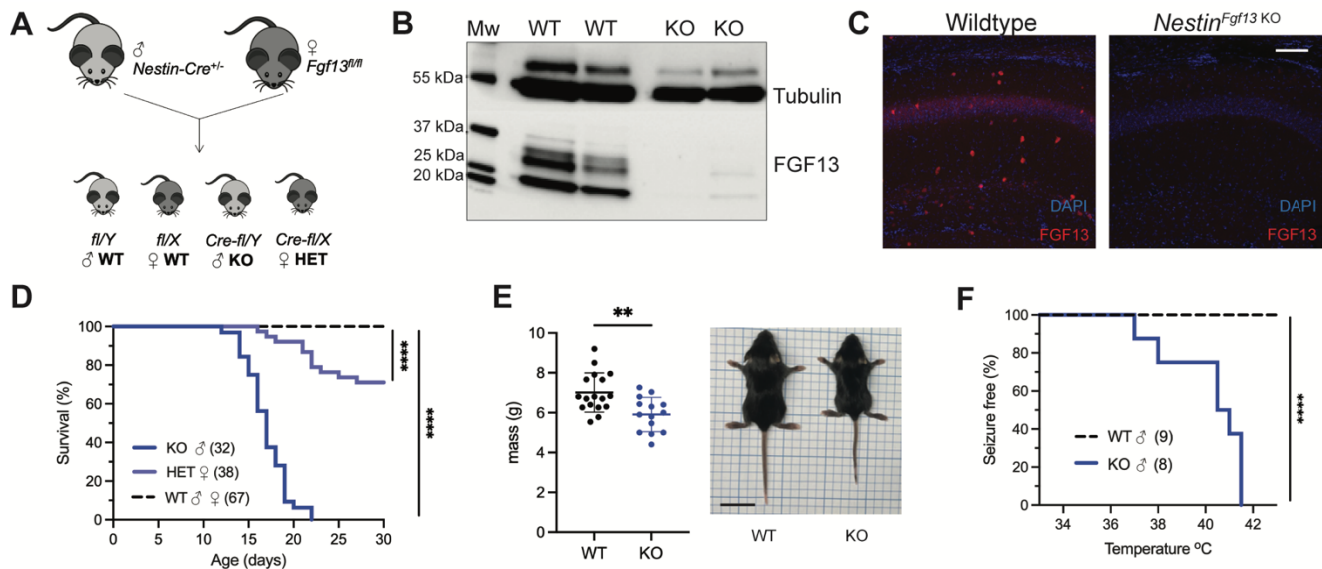 A
♂
Nestin-Cre+/-
♀
Fgf13fl/fl
fl/Y
♂ WT
fl/X
♀ WT
Cre-fl/Y
♂ KO
Cre-fl/X
♀ HET
B
Mw WT WT KO KO
55 kDa
37 kDa
25 kDa
20 kDa
Tubulin
FGF13
C
Wildtype
NestinFgf13 KO
DAPI
FGF13
DAPI
FGF13
D
Survival (%)
100
80
60
40
20
0
KO ♂ (32)
HET ♀ (38)
WT ♂ ♀ (67)
****
****
0 5 10 15 20 25 30
Age (days)
E
**
mass (g)
10
8
6
4
2
0
WT KO
WT KO
F
Seizure free (%)
100
80
60
40
20
0
WT ♂ (9)
KO ♂ (8)
****
34 36 38 40 42
Temperature ºC